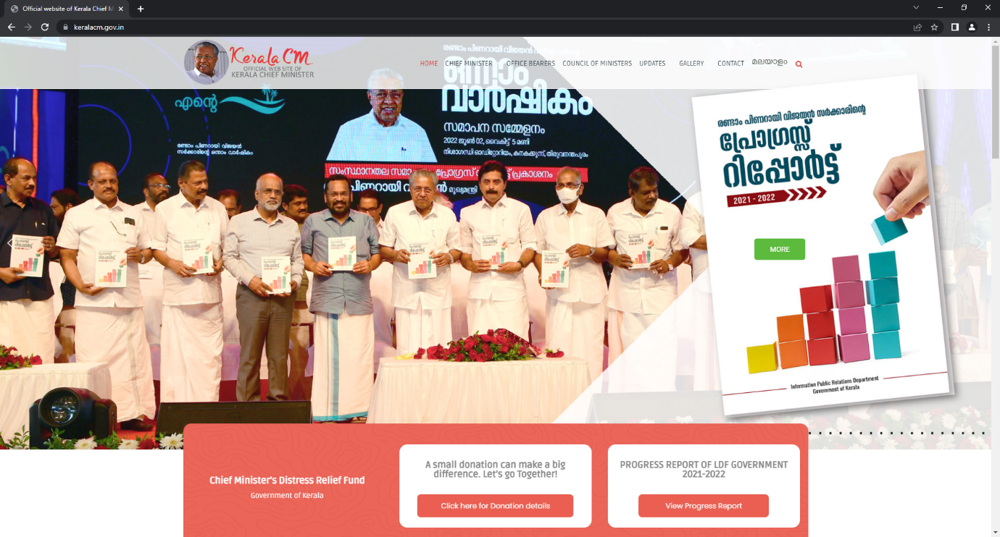 Official website of Kerala Chief M
keralacm.gov.in
Kerala CM
OFFICIAL WEB SITE OF
KERALA CHIEF MINISTER
HOME CHIEF MINISTER OFFICE BEARERS COUNCIL OF MINISTERS UPDATES GALLERY CONTACT മലയാളം
രണ്ടാം പിണറായി വിജയൻ
ഒന്നാം
വാർഷികം
സമാപന സമ്മേളനം
2022 ജൂൺ 02, വൈകിട്ട് 5 മണി
നിശാഗന്ധി ഓഡിറ്റോറിയം, കനകക്കുന്ന്, തിരുവനന്തപുരം
സംസ്ഥാനതല സമാ
പ്രോഗ്രസ്
പ്രകാശനം
പിണറായി വി
മുഖ്യമന്ത്രി
എന്റെ
രണ്ടാം പിണറായി വിജയൻ
സർക്കാരിന്റെ ഒന്നാം വാർഷികം
രണ്ടാം പിണറായി വിജയൻ സർക്കാരിന്റെ
പ്രോഗ്രസ്സ്
റിപ്പോർട്ട്
2021 - 2022
MORE
Information Public Relations Department
Government of Kerala
Chief Minister's Distress Relief Fund
Government of Kerala
A small donation can make a big
difference. Let's go Together!
Click here for Donation details
PROGRESS REPORT OF LDF GOVERNMENT
2021-2022
View Progress Report